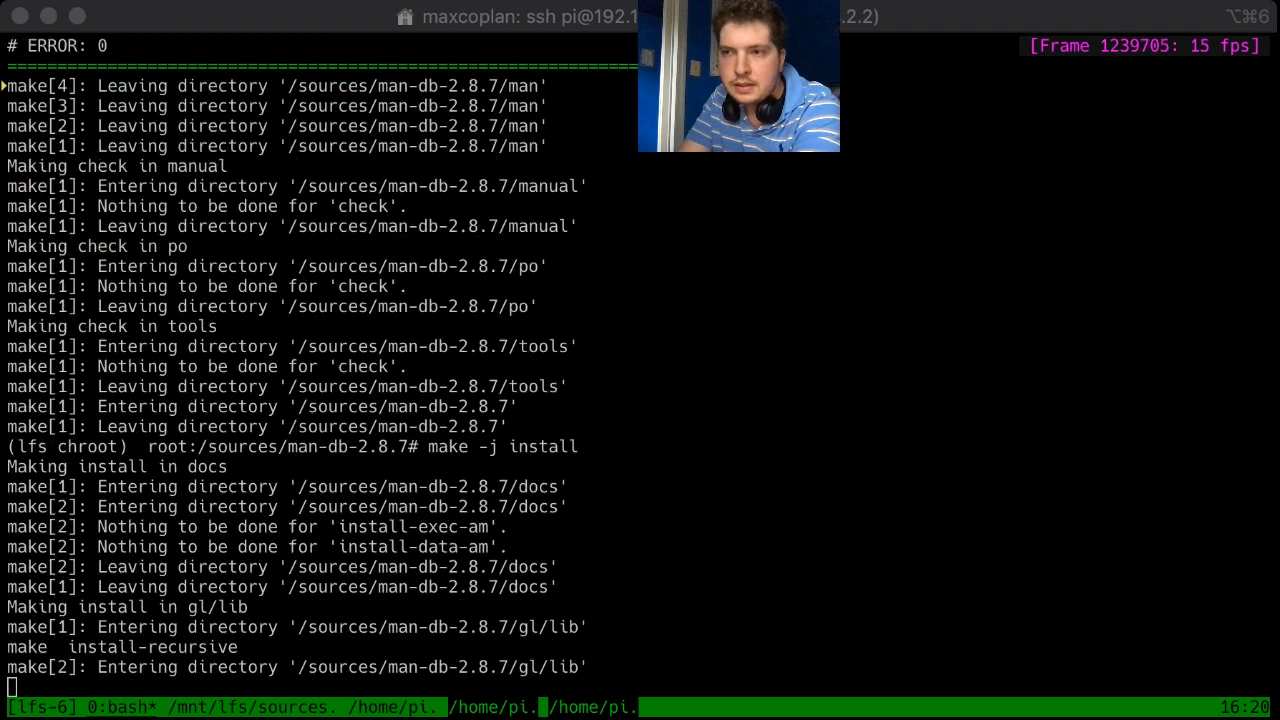 maxcoplan: ssh pi@192.1 .2.2) ⌥⌘6
# ERROR: 0 [Frame 1239705: 15 fps]
================================================================
make[4]: Leaving directory '/sources/man-db-2.8.7/man'
make[3]: Leaving directory '/sources/man-db-2.8.7/man'
make[2]: Leaving directory '/sources/man-db-2.8.7/man'
make[1]: Leaving directory '/sources/man-db-2.8.7/man'
Making check in manual
make[1]: Entering directory '/sources/man-db-2.8.7/manual'
make[1]: Nothing to be done for 'check'.
make[1]: Leaving directory '/sources/man-db-2.8.7/manual'
Making check in po
make[1]: Entering directory '/sources/man-db-2.8.7/po'
make[1]: Nothing to be done for 'check'.
make[1]: Leaving directory '/sources/man-db-2.8.7/po'
Making check in tools
make[1]: Entering directory '/sources/man-db-2.8.7/tools'
make[1]: Nothing to be done for 'check'.
make[1]: Leaving directory '/sources/man-db-2.8.7/tools'
make[1]: Entering directory '/sources/man-db-2.8.7'
make[1]: Leaving directory '/sources/man-db-2.8.7'
(lfs chroot)  root:/sources/man-db-2.8.7# make -j install
Making install in docs
make[1]: Entering directory '/sources/man-db-2.8.7/docs'
make[2]: Entering directory '/sources/man-db-2.8.7/docs'
make[2]: Nothing to be done for 'install-exec-am'.
make[2]: Nothing to be done for 'install-data-am'.
make[2]: Leaving directory '/sources/man-db-2.8.7/docs'
make[1]: Leaving directory '/sources/man-db-2.8.7/docs'
Making install in gl/lib
make[1]: Entering directory '/sources/man-db-2.8.7/gl/lib'
make  install-recursive
make[2]: Entering directory '/sources/man-db-2.8.7/gl/lib'
[lfs-6] 0:bash* /mnt/lfs/sources. /home/pi. /home/pi. /home/pi. 16:20